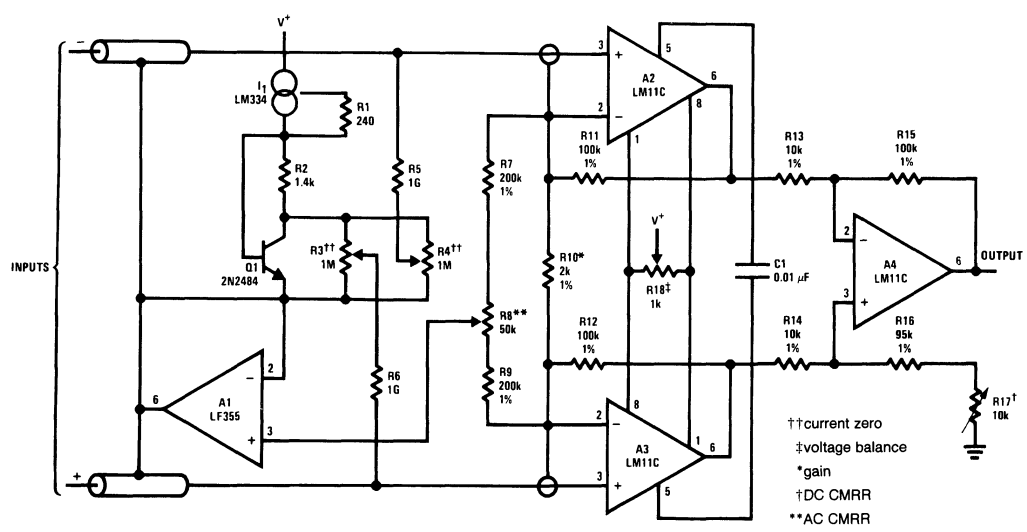 V+
−
3
+
5
A2
LM11C
6
I1
LM334
R1
240
2
−
8
1
R11
100k
1%
R13
10k
1%
R15
100k
1%
R2
1.4k
R5
1G
R7
200k
1%
V+
2
−
INPUTS
Q1
2N2484
R3††
1M
R4††
1M
R10*
2k
1%
R18‡
1k
C1
0.01 μF
A4
LM11C
6
OUTPUT
3
+
R8**
50k
R12
100k
1%
R14
10k
1%
R16
95k
1%
2
−
6
A1
LF355
R6
1G
R9
200k
1%
R17†
10k
3
+
8
2
−
A3
LM11C
1
6
+
3
+
5
††current zero
‡voltage balance
*gain
†DC CMRR
**AC CMRR